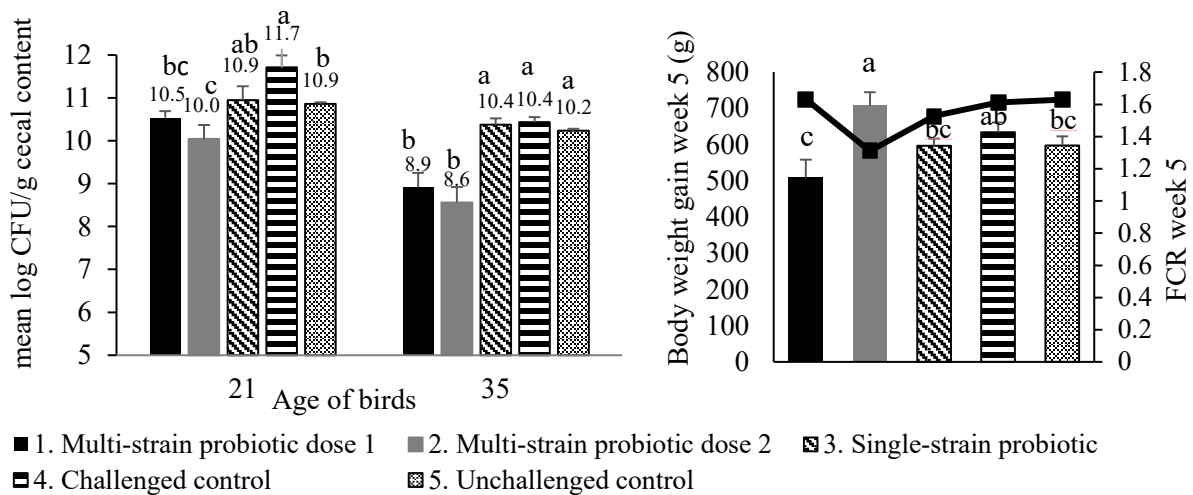 mean log CFU/g cecal content
12
11
10
9
8
7
6
5
bc
10.5
c
10.0
ab
10.9
a
11.7
b
10.9
b
8.9
b
8.6
a
10.4
a
10.4
a
10.2
21
35
Age of birds
Body weight gain week 5 (g)
800
700
600
500
400
300
200
100
0
c
a
bc
ab
bc
1.8
1.6
1.4
1.2
1
0.8
0.6
0.4
0.2
0
FCR week 5
1. Multi-strain probiotic dose 1
2. Multi-strain probiotic dose 2
3. Single-strain probiotic
4. Challenged control
5. Unchallenged control